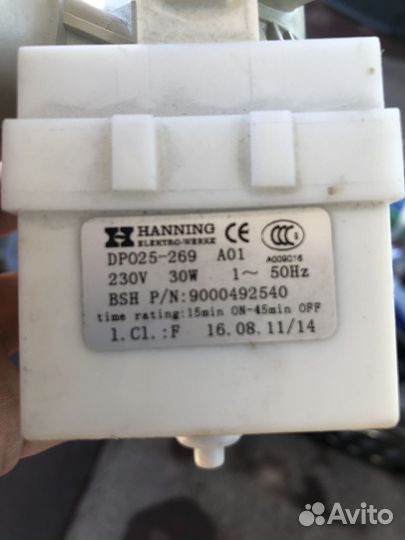 H HANNING
ELEKTRO-WERKE CE CCC
DP025-269 A01 A009016
230V 30W 1~ 50Hz
BSH P/N:9000492540
time rating:15min ON-45min OFF
I.Cl.:F 16.08.11/14
Avito